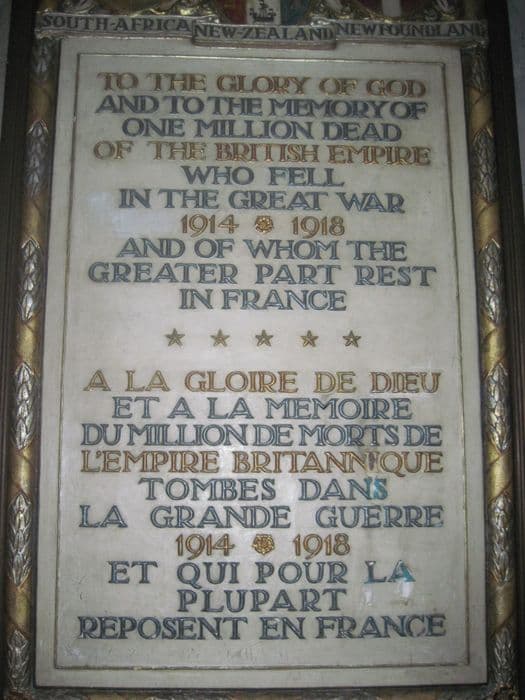 SOUTH-AFRICA NEW-ZEALAND NEWFOUNDLAND
TO THE GLORY OF GOD
AND TO THE MEMORY OF
ONE MILLION DEAD
OF THE BRITISH EMPIRE
WHO FELL
IN THE GREAT WAR
1914 1918
AND OF WHOM THE
GREATER PART REST
IN FRANCE
A LA GLOIRE DE DIEU
ET A LA MEMOIRE
DU MILLION DE MORTS DE
L'EMPIRE BRITANNIQUE
TOMBES DANS
LA GRANDE GUERRE
1914 1918
ET QUI POUR LA
PLUPART
REPOSENT EN FRANCE